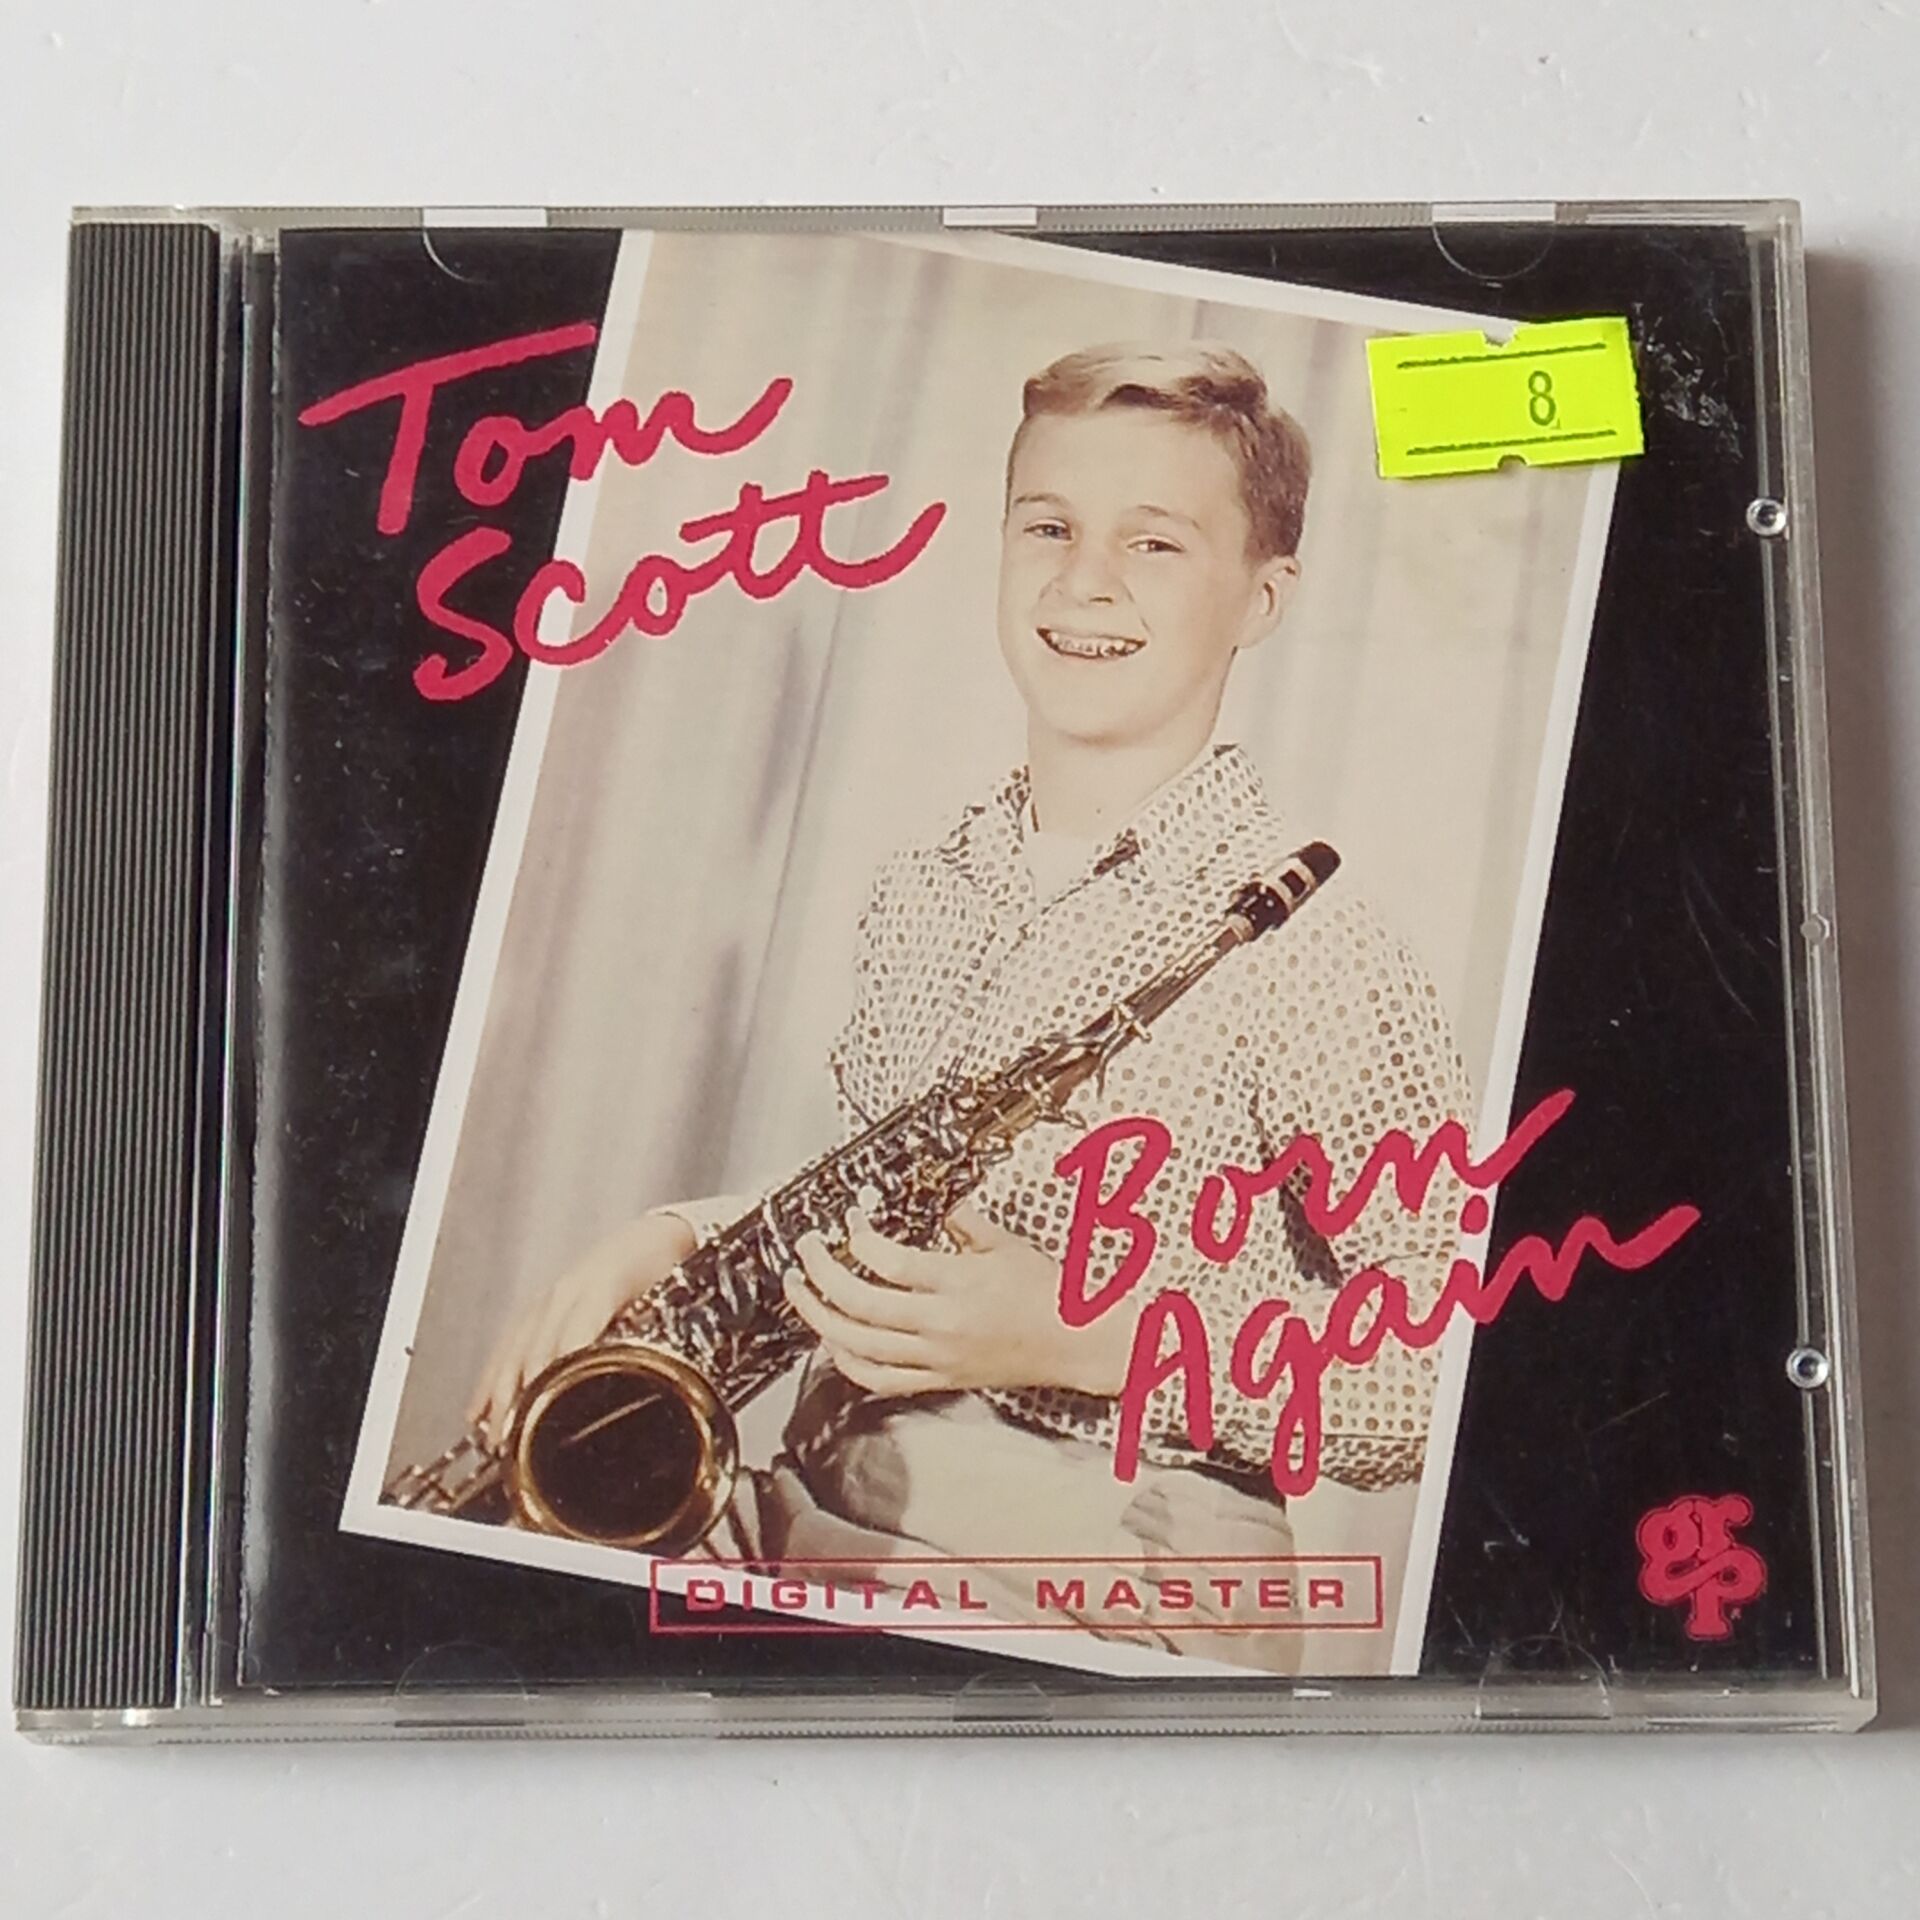 Tom
Scott
8
Born
Again
DIGITAL MASTER
grp